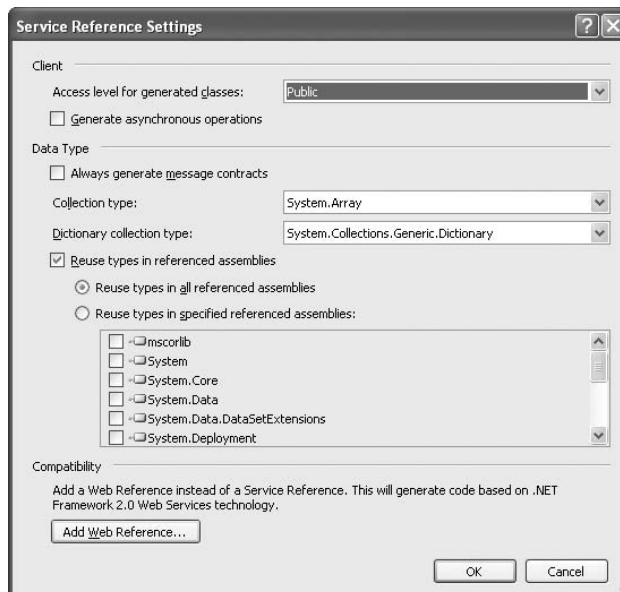 Service Reference Settings
Client
Access level for generated classes:
Public
Generate asynchronous operations
Data Type
Always generate message contracts
Collection type:
System.Array
Dictionary collection type:
System.Collections.Generic.Dictionary
Reuse types in referenced assemblies
Reuse types in all referenced assemblies
Reuse types in specified referenced assemblies:
mscorlib
System
System.Core
System.Data
System.Data.DataSetExtensions
System.Deployment
Compatibility
Add a Web Reference instead of a Service Reference. This will generate code based on .NET
Framework 2.0 Web Services technology.
Add Web Reference...
OK
Cancel